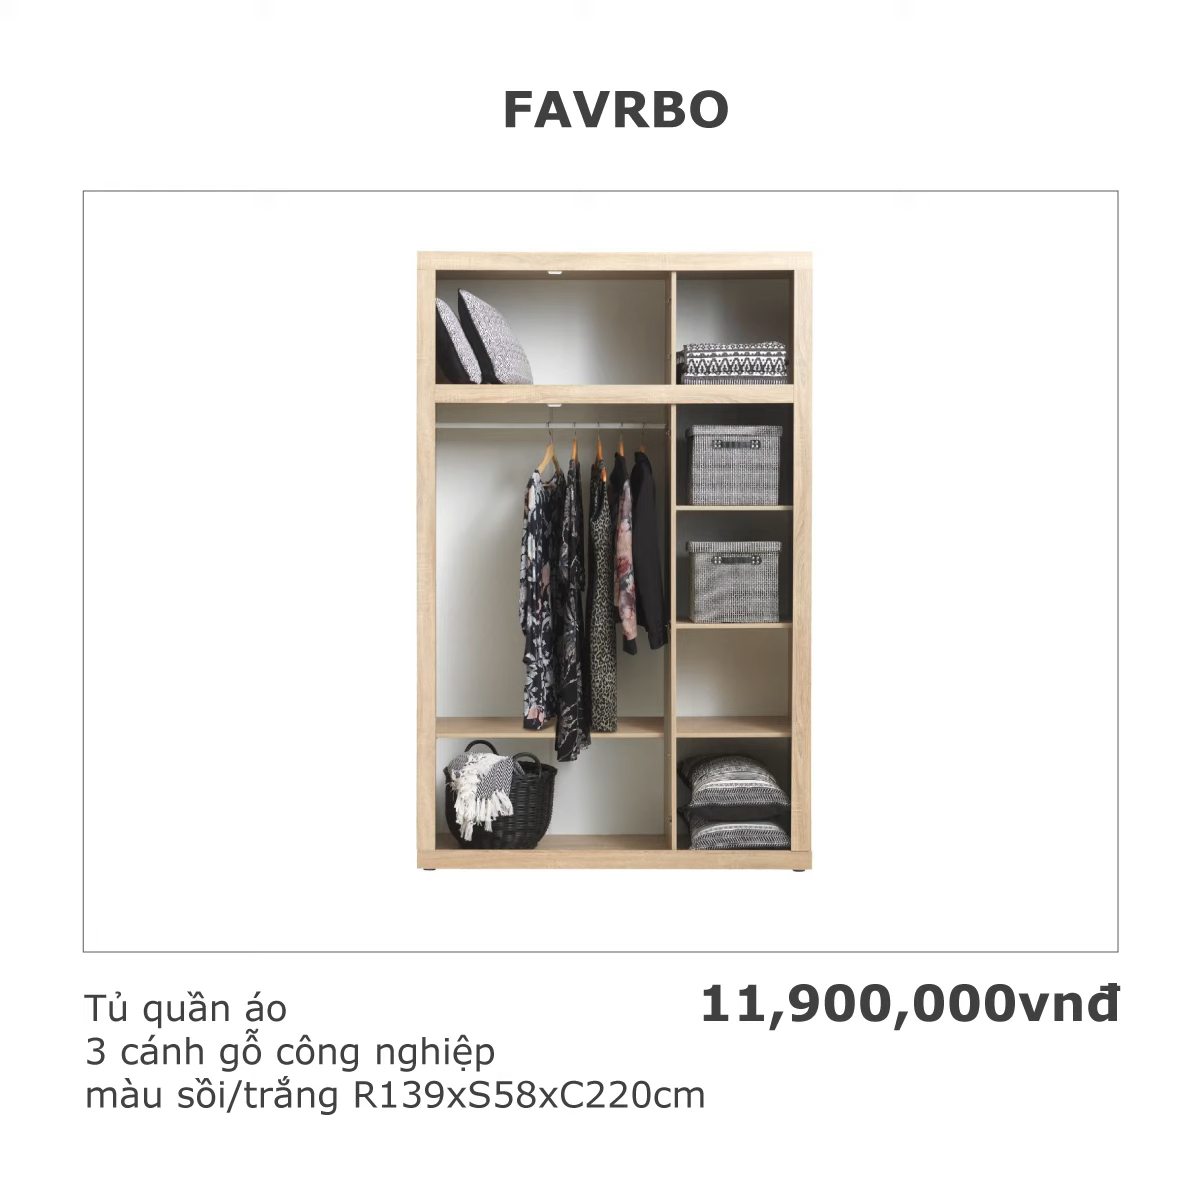 FAVRBO
Tủ quần áo
11,900,000vnđ
3 cánh gỗ công nghiệp
màu sồi/trắng R139xS58xC220cm